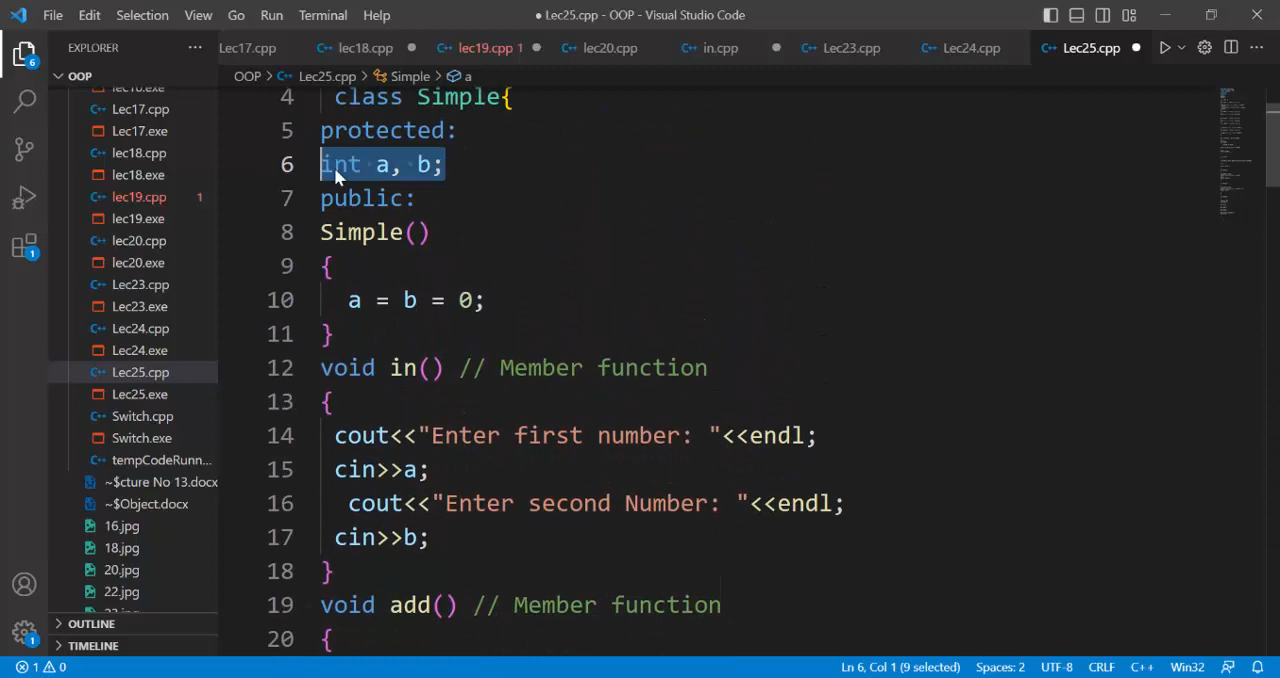 File Edit Selection View Go Run Terminal Help
● Lec25.cpp - OOP - Visual Studio Code
EXPLORER
Lec17.cpp lec18.cpp lec19.cpp 1 lec20.cpp in.cpp Lec23.cpp Lec24.cpp Lec25.cpp
OOP
OOP > Lec25.cpp > Simple > a
Lec17.cpp
Lec17.exe
lec18.cpp
lec18.exe
lec19.cpp 1
lec19.exe
lec20.cpp
lec20.exe
Lec23.cpp
Lec23.exe
Lec24.cpp
Lec24.exe
Lec25.cpp
Lec25.exe
Switch.cpp
Switch.exe
tempCodeRunn...
~$cture No 13.docx
~$Object.docx
16.jpg
18.jpg
20.jpg
22.jpg
OUTLINE
TIMELINE
6
1
1
4 class Simple{
5 protected:
6 int a, b;
7 public:
8 Simple()
9 {
10 a = b = 0;
11 }
12 void in() // Member function
13 {
14 cout<<"Enter first number: "<<endl;
15 cin>>a;
16 cout<<"Enter second Number: "<<endl;
17 cin>>b;
18 }
19 void add() // Member function
20 {
1 0 Ln 6, Col 1 (9 selected) Spaces: 2 UTF-8 CRLF C++ Win32